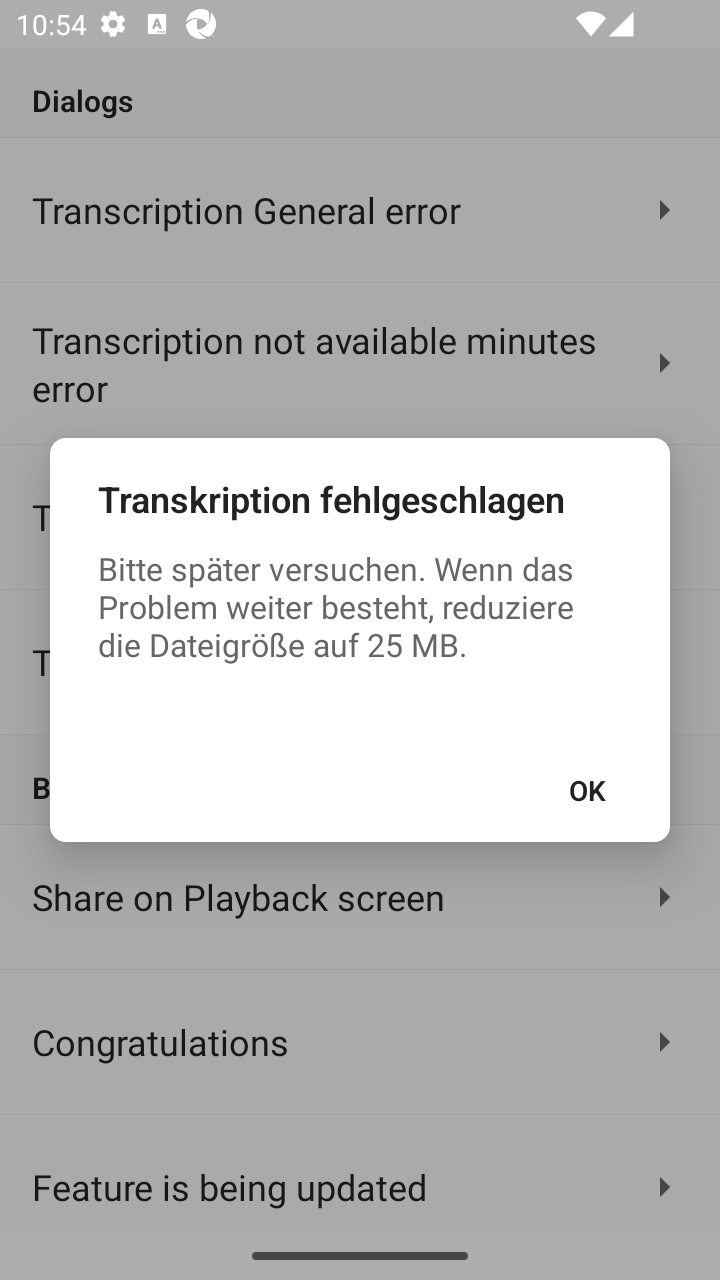 10:54
Dialogs
Transcription General error
Transcription not available minutes
error
Transkription fehlgeschlagen
Bitte später versuchen. Wenn das
Problem weiter besteht, reduziere
die Dateigröße auf 25 MB.
OK
Share on Playback screen
Congratulations
Feature is being updated